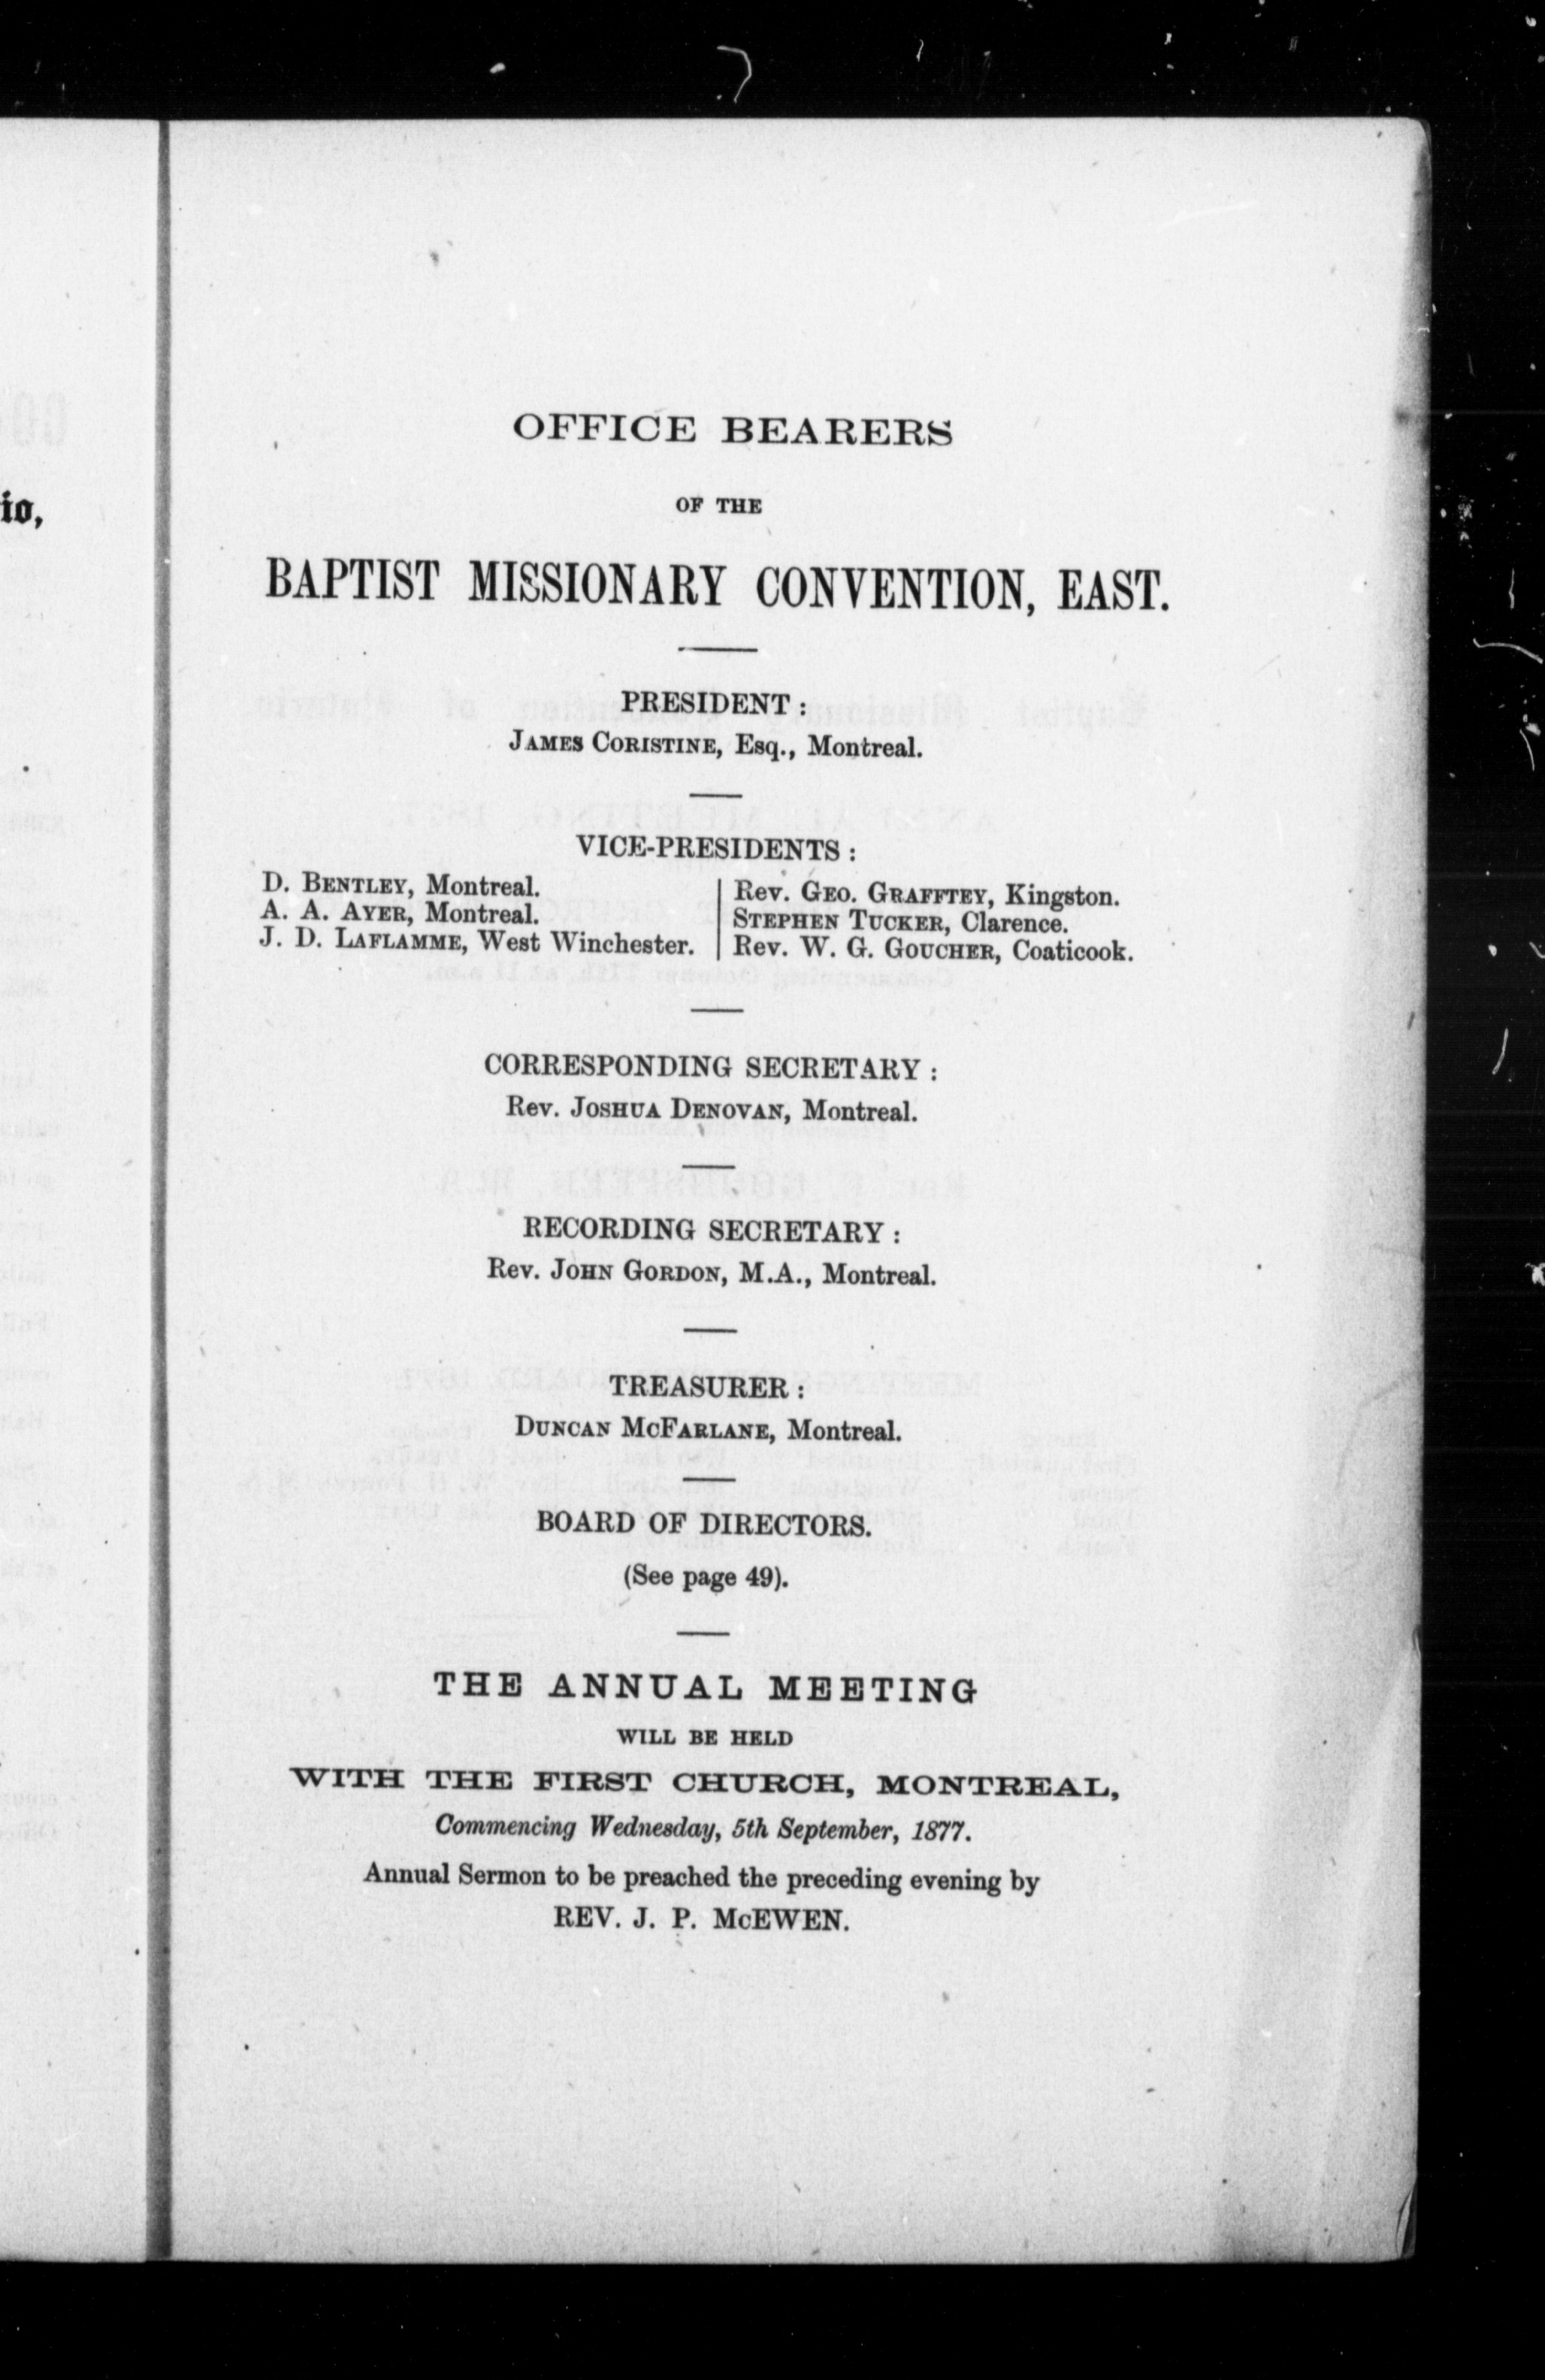 OFFICE BEARERS
OF THE
BAPTIST MISSIONARY CONVENTION, EAST.
PRESIDENT:
JAMES CORISTINE, Esq., Montreal.
VICE-PRESIDENTS:
D. BENTLEY, Montreal.
A. A. AYER, Montreal.
J. D. LAFLAMME, West Winchester.
Rev. GEO. GRAFFTEY, Kingston.
STEPHEN TUCKER, Clarence.
Rev. W. G. GOUCHER, Coaticook.
CORRESPONDING SECRETARY:
Rev. JOSHUA DENOVAN, Montreal.
RECORDING SECRETARY:
Rev. JOHN GORDON, M.A., Montreal.
TREASURER:
DUNCAN MCFARLANE, Montreal.
BOARD OF DIRECTORS.
(See page 49).
THE ANNUAL MEETING
WILL BE HELD
WITH THE FIRST CHURCH, MONTREAL,
Commencing Wednesday, 5th September, 1877.
Annual Sermon to be preached the preceding evening by
REV. J. P. McEWEN.